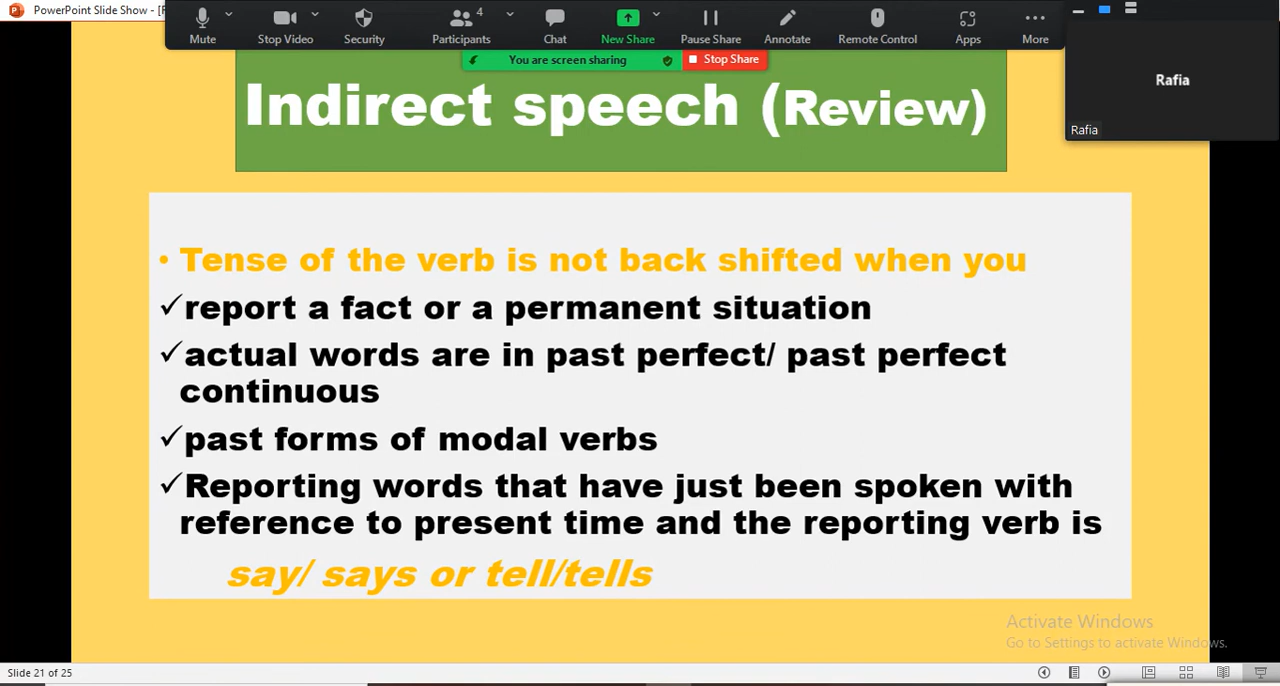 PowerPoint Slide Show - [
Mute
Stop Video
Security
Participants
4
Chat
New Share
Pause Share
Annotate
Remote Control
Apps
More
You are screen sharing
Stop Share
Rafia
Rafia
Indirect speech (Review)
• Tense of the verb is not back shifted when you
✓report a fact or a permanent situation
✓actual words are in past perfect/ past perfect
continuous
✓past forms of modal verbs
✓Reporting words that have just been spoken with
reference to present time and the reporting verb is
say/ says or tell/tells
Activate Windows
Go to Settings to activate Windows.
Slide 21 of 25